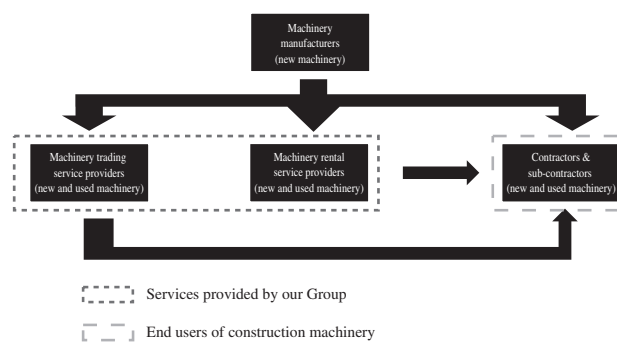 Machinery
manufacturers
(new machinery)
Machinery trading
service providers
(new and used machinery)
Machinery rental
service providers
(new and used machinery)
Contractors &
sub-contractors
(new and used machinery)
Services provided by our Group
End users of construction machinery